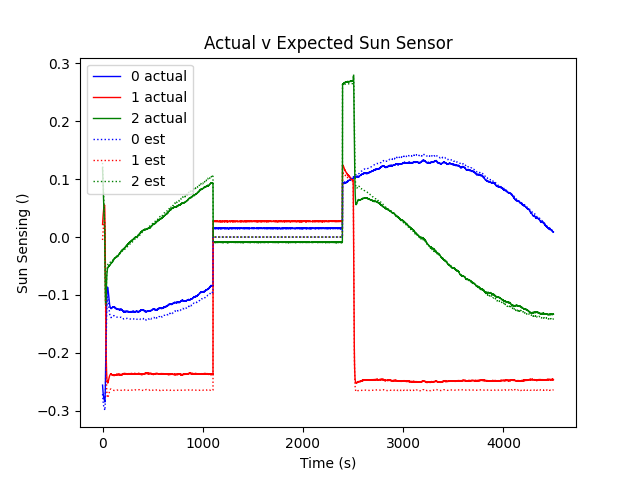 Actual v Expected Sun Sensor
0.3
0.2
0.1
0.0
−0.1
−0.2
−0.3
Sun Sensing ()
0 actual
1 actual
2 actual
0 est
1 est
2 est
0
1000
2000
3000
4000
Time (s)